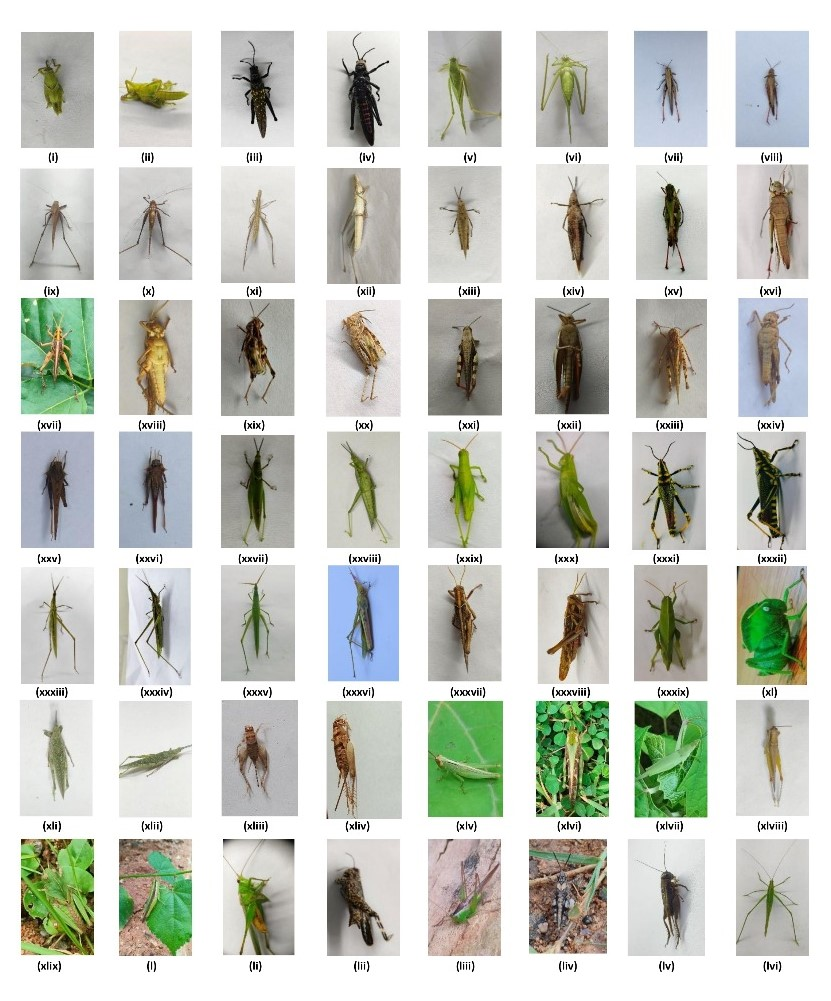 (i) (ii) (iii) (iv) (v) (vi) (vii) (viii)
(ix) (x) (xi) (xii) (xiii) (xiv) (xv) (xvi)
(xvii) (xviii) (xix) (xx) (xxi) (xxii) (xxiii) (xxiv)
(xxv) (xxvi) (xxvii) (xxviii) (xxix) (xxx) (xxxi) (xxxii)
(xxxiii) (xxxiv) (xxxv) (xxxvi) (xxxvii) (xxxviii) (xxxix) (xl)
(xli) (xlii) (xliii) (xliv) (xlv) (xlvi) (xlvii) (xlviii)
(xlix) (l) (li) (lii) (liii) (liv) (lv) (lvi)